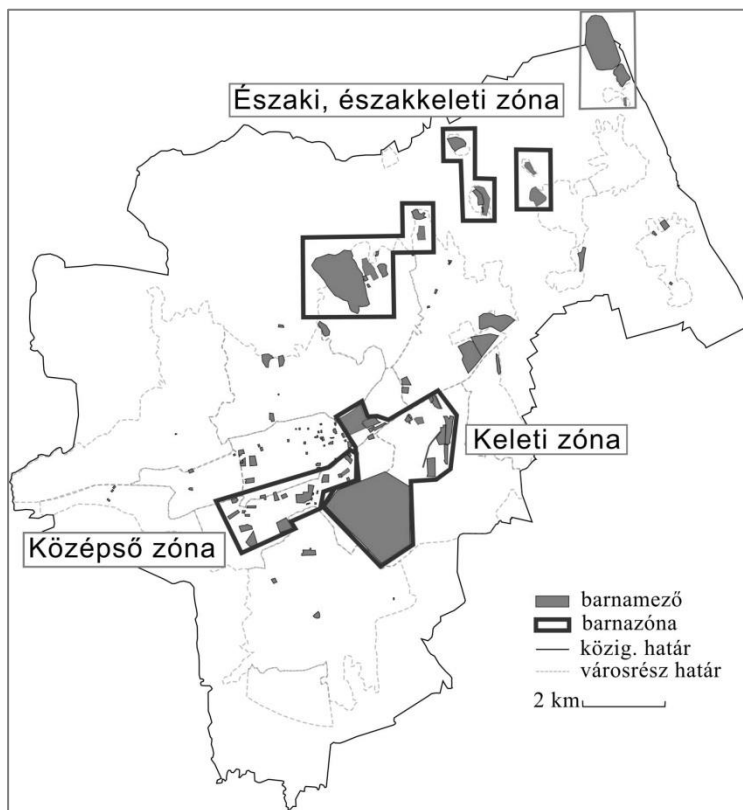 Északi, északkeleti zóna
Keleti zóna
Középső zóna
barnamező
barnazóna
közig. határ
városrész határ
2 km